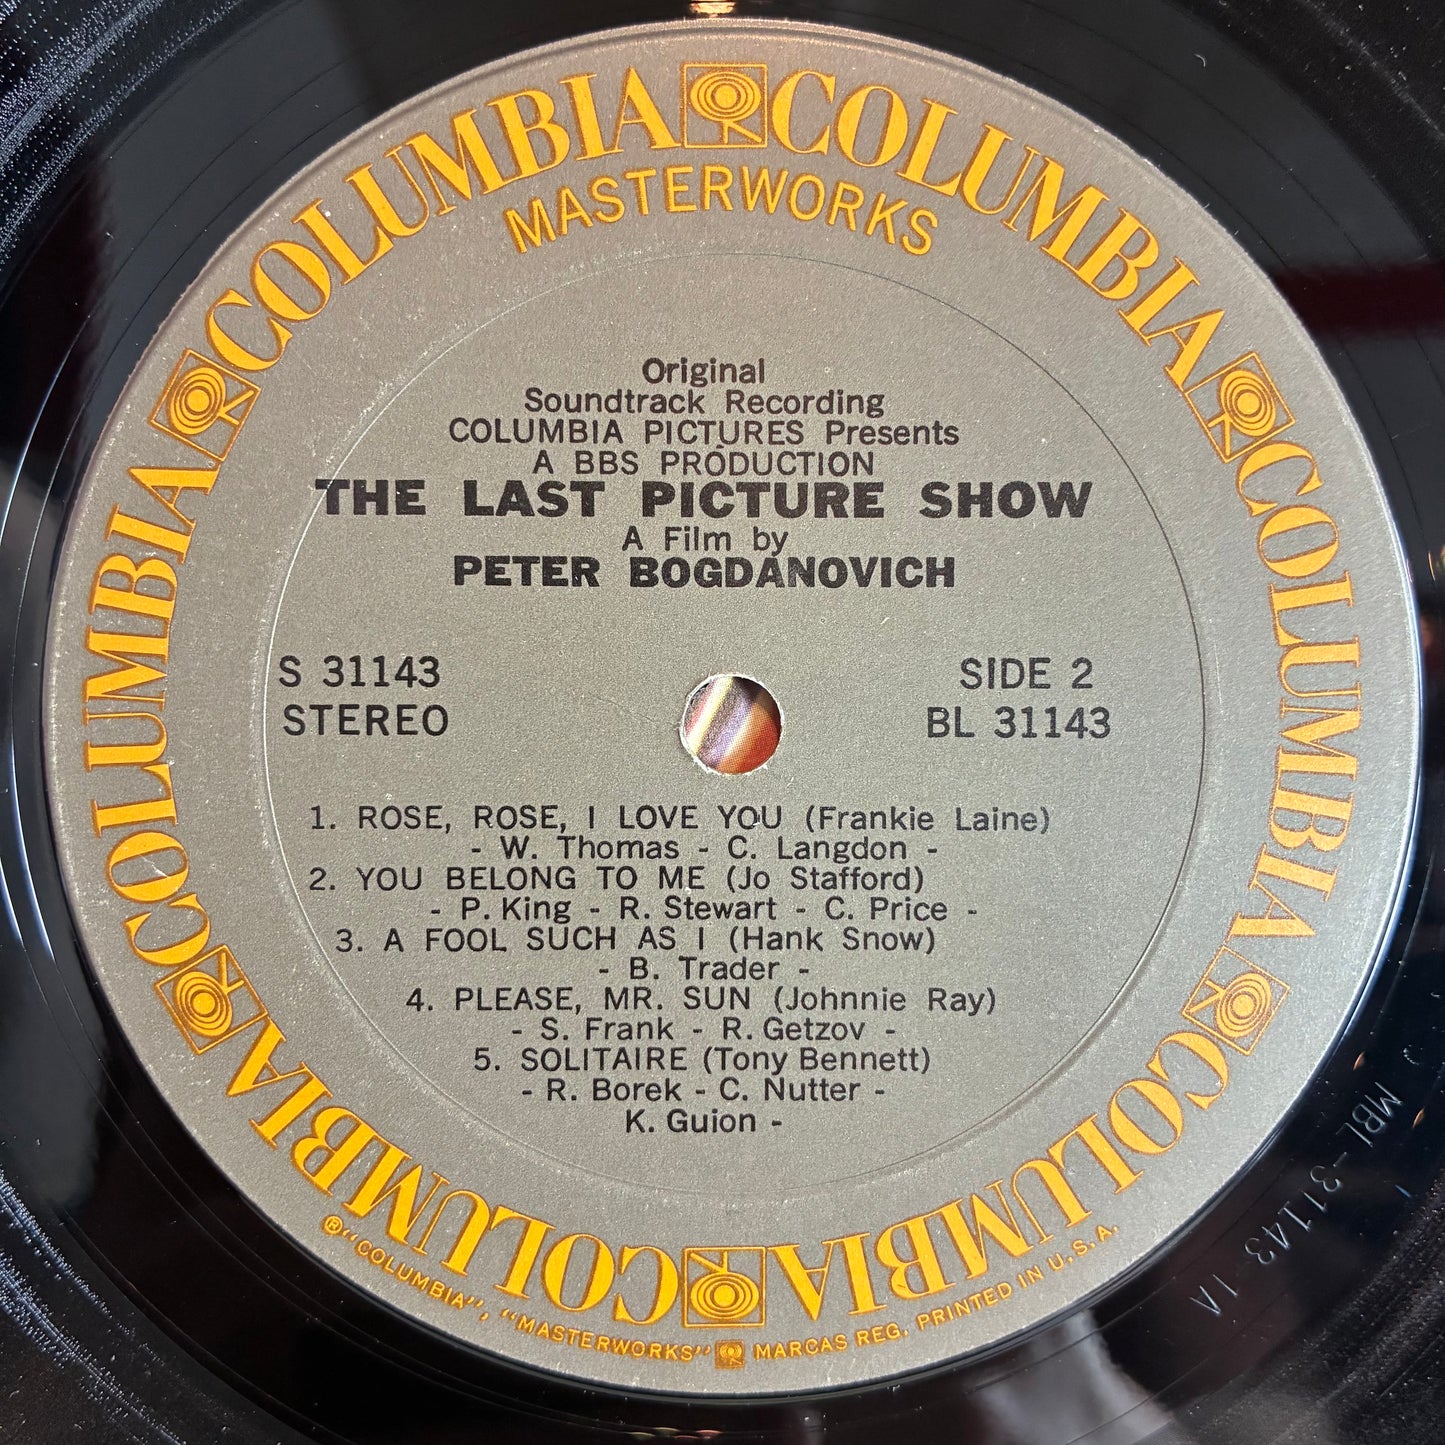 COLUMBIA COLUMBIA COLUMBIA COLUMBIA COLUMBIA COLUMBIA
MASTERWORKS
Original
Soundtrack Recording
COLUMBIA PICTURES Presents
A BBS PRODUCTION
THE LAST PICTURE SHOW
A Film by
PETER BOGDANOVICH
S 31143
STEREO
SIDE 2
BL 31143
1. ROSE, ROSE, I LOVE YOU (Frankie Laine)
- W. Thomas - C. Langdon -
2. YOU BELONG TO ME (Jo Stafford)
- P. King - R. Stewart - C. Price -
3. A FOOL SUCH AS I (Hank Snow)
- B. Trader -
4. PLEASE, MR. SUN (Johnnie Ray)
- S. Frank - R. Getzov -
5. SOLITAIRE (Tony Bennett)
- R. Borek - C. Nutter -
K. Guion -
COLUMBIA COLUMBIA
® "COLUMBIA", "MASTERWORKS" MARCAS REG. PRINTED IN U.S.A.
MBL-31143 1A